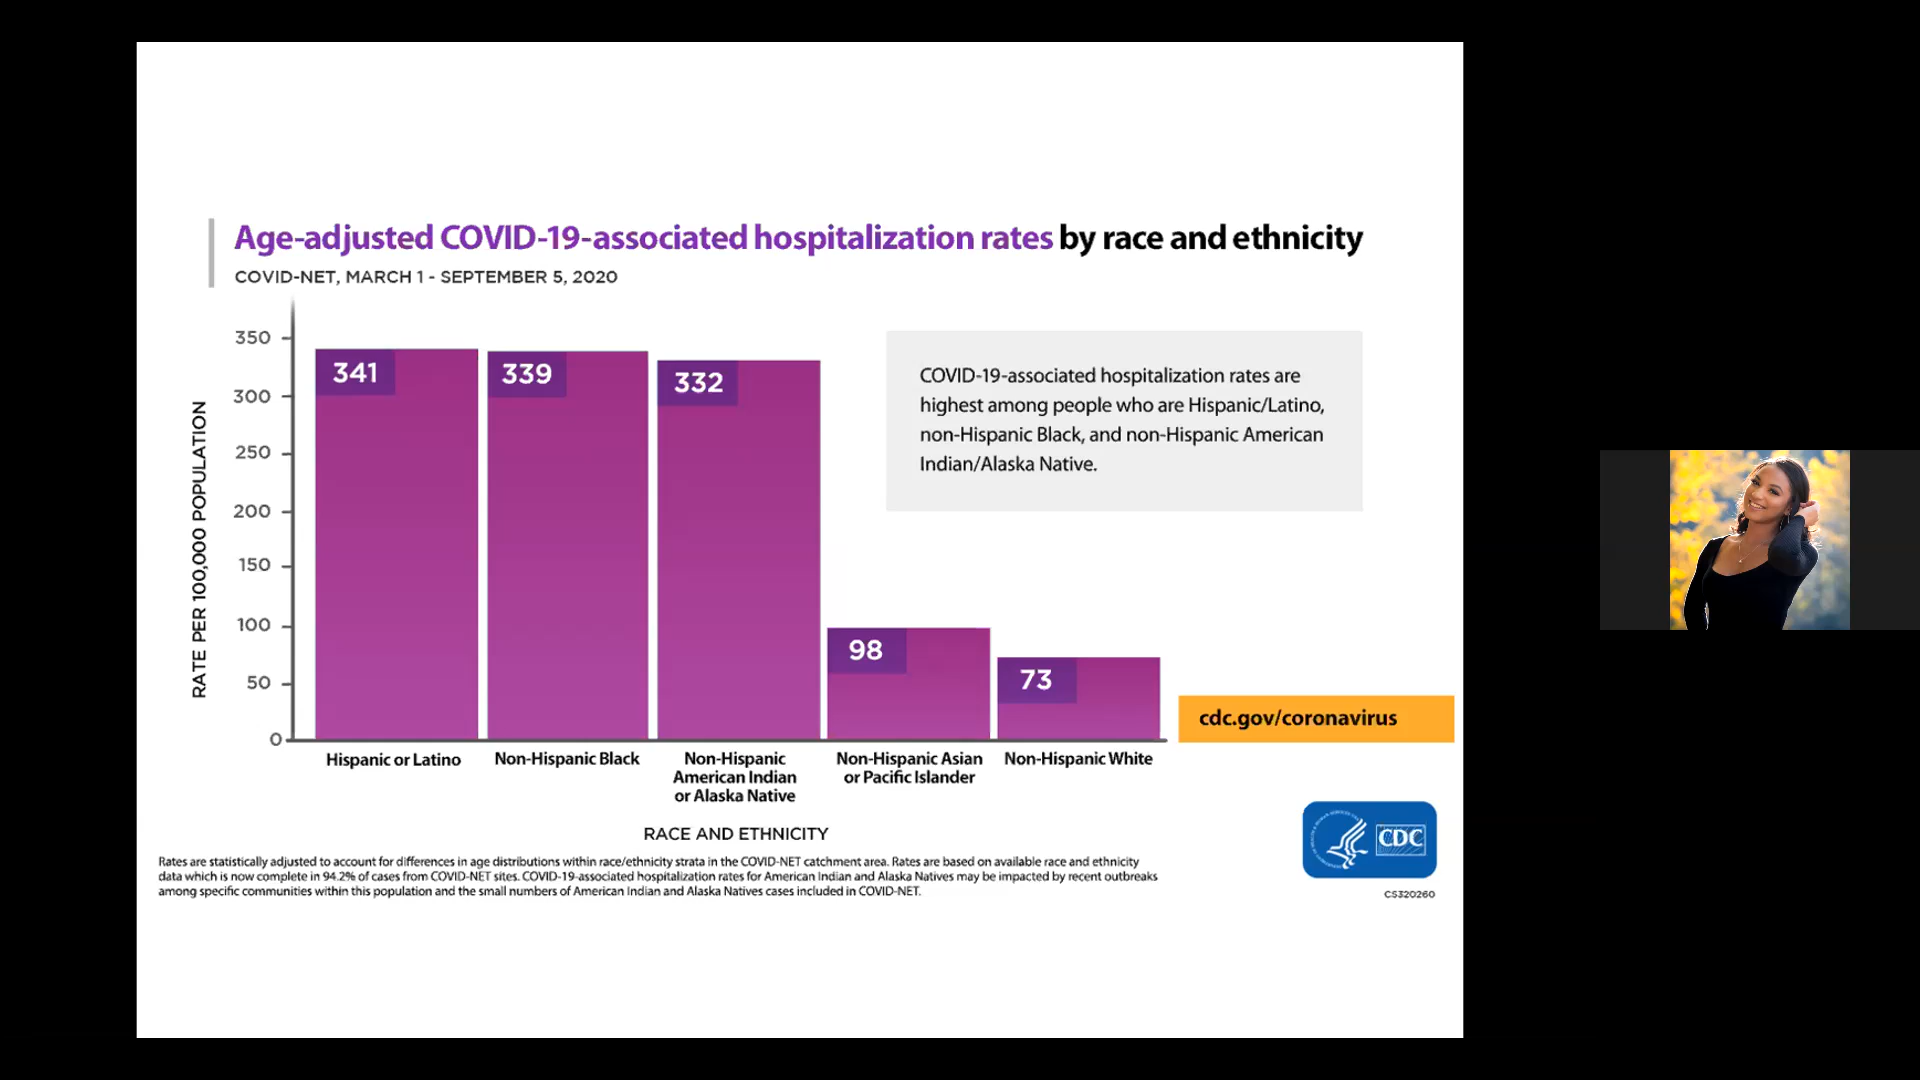 Age-adjusted COVID-19-associated hospitalization rates by race and ethnicity
COVID-NET, MARCH 1 - SEPTEMBER 5, 2020
RATE PER 100,000 POPULATION
350
300
250
200
150
100
50
0
341
339
332
98
73
COVID-19-associated hospitalization rates are
highest among people who are Hispanic/Latino,
non-Hispanic Black, and non-Hispanic American
Indian/Alaska Native.
Hispanic or Latino
Non-Hispanic Black
Non-Hispanic
American Indian
or Alaska Native
Non-Hispanic Asian
or Pacific Islander
Non-Hispanic White
RACE AND ETHNICITY
cdc.gov/coronavirus
CDC
CS320260
Rates are statistically adjusted to account for differences in age distributions within race/ethnicity strata in the COVID-NET catchment area. Rates are based on available race and ethnicity
data which is now complete in 94.2% of cases from COVID-NET sites. COVID-19-associated hospitalization rates for American Indian and Alaska Natives may be impacted by recent outbreaks
among specific communities within this population and the small numbers of American Indian and Alaska Natives cases included in COVID-NET.